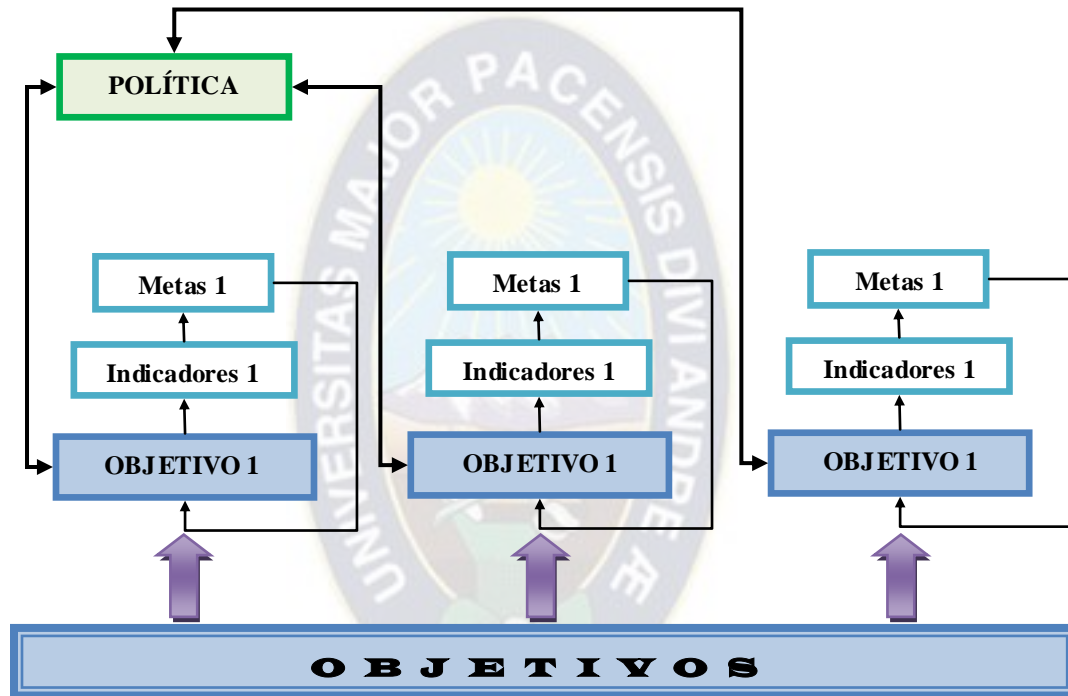 POLÍTICA
UNIVERSITAS MAJOR PACENSIS DIVI ANDRE Æ
Metas 1
Indicadores 1
OBJETIVO 1
Metas 1
Indicadores 1
OBJETIVO 1
Metas 1
Indicadores 1
OBJETIVO 1
O B J E T I V O S